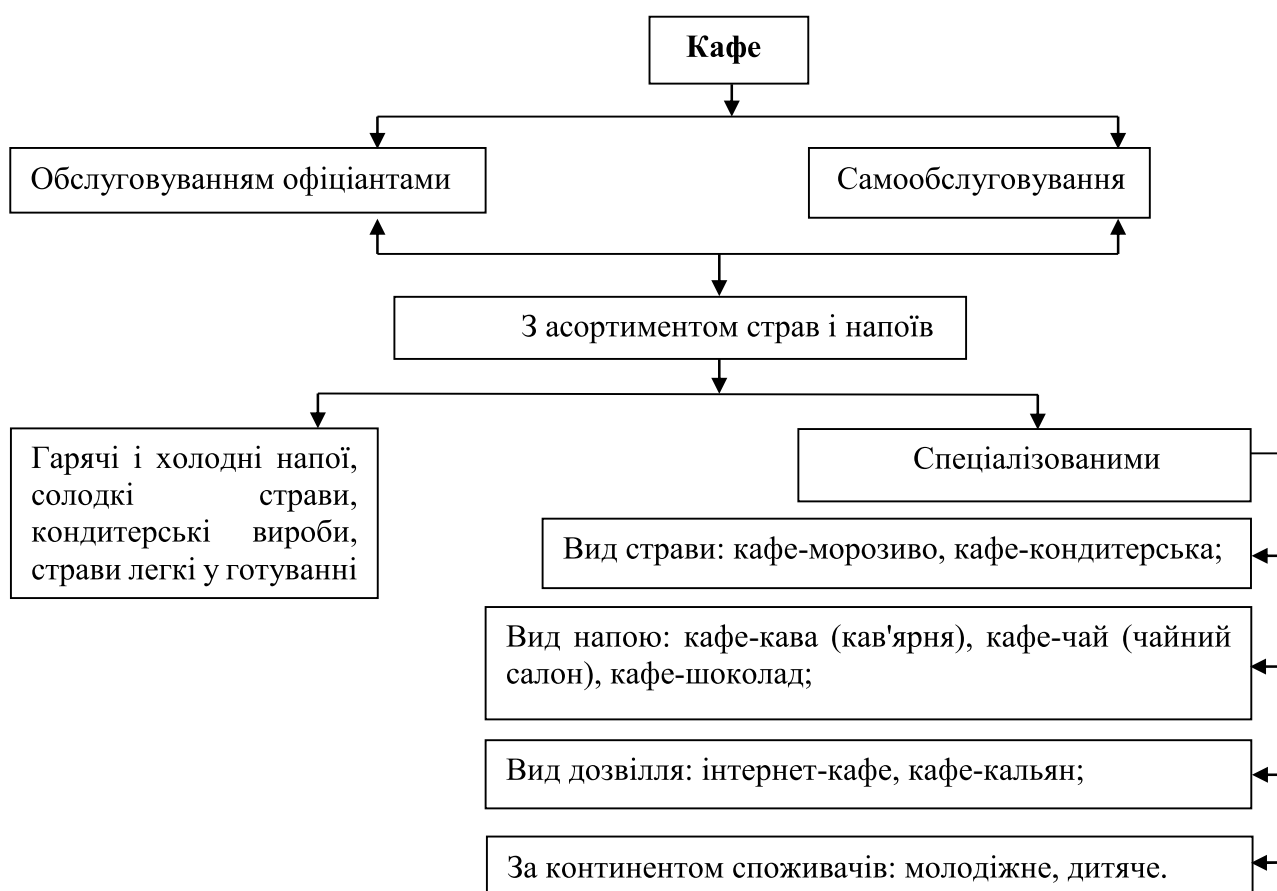 Кафе
Обслуговуванням офіціантами
Самообслуговування
З асортиментом страв і напоїв
Гарячі і холодні напої,
солодкі страви,
кондитерські вироби,
страви легкі у готуванні
Спеціалізованими
Вид страви: кафе-морозиво, кафе-кондитерська;
Вид напою: кафе-кава (кав'ярня), кафе-чай (чайний
салон), кафе-шоколад;
Вид дозвілля: інтернет-кафе, кафе-кальян;
За континентом споживачів: молодіжне, дитяче.